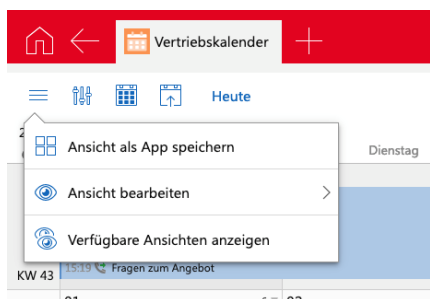 Vertriebskalender
Heute
2
Ansicht als App speichern
Dienstag
Ansicht bearbeiten
Verfügbare Ansichten anzeigen
KW 43
15:19 Fragen zum Angebot